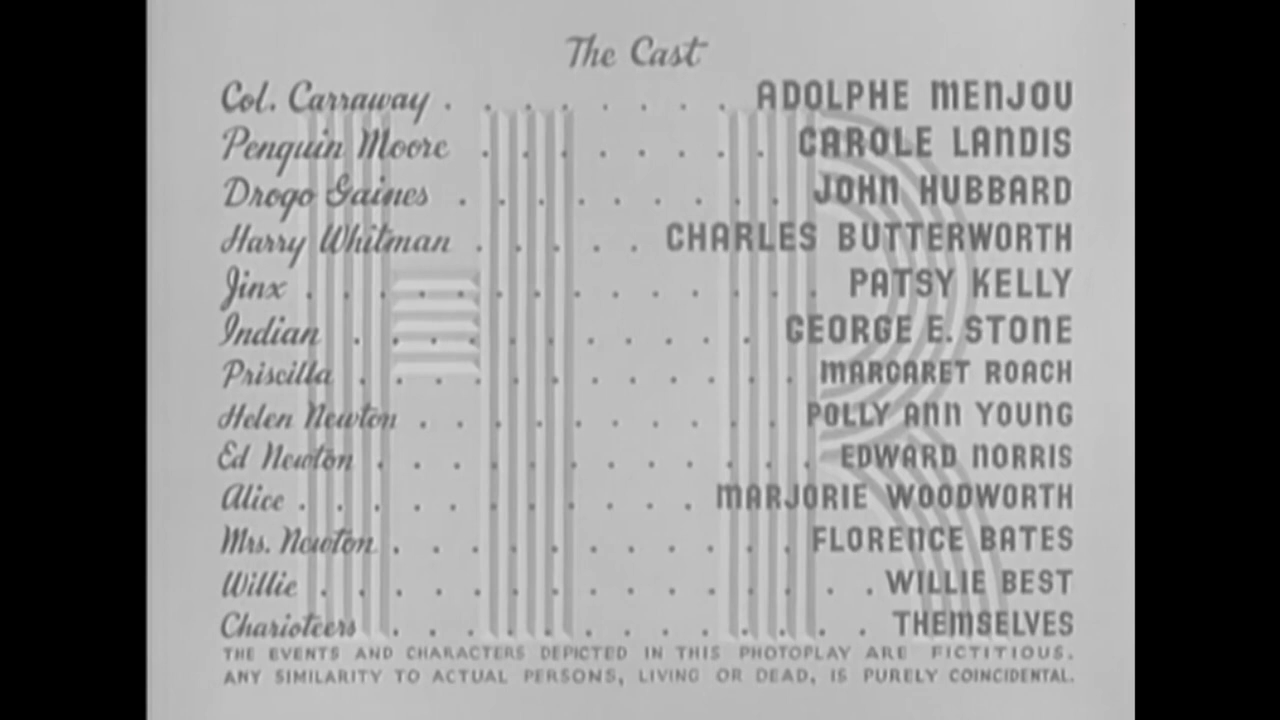 The Cast
Col. Carraway . . . . . . . . ADOLPHE MENJOU
Penguin Moore . . . . . . . . CAROLE LANDIS
Drogo Gaines . . . . . . . . . JOHN HUBBARD
Harry Whitman . . . . . CHARLES BUTTERWORTH
Jinx . . . . . . . . . . . . . . PATSY KELLY
Indian . . . . . . . . . . . GEORGE E. STONE
Priscilla . . . . . . . . . . . . MARGARET ROACH
Helen Newton . . . . . . . . . . POLLY ANN YOUNG
Ed Newton . . . . . . . . . . . . EDWARD NORRIS
Alice . . . . . . . . . . . MARJORIE WOODWORTH
Mrs. Newton . . . . . . . . . . . FLORENCE BATES
Willie . . . . . . . . . . . . . . . WILLIE BEST
Charioteers . . . . . . . . . . . . . THEMSELVES
THE EVENTS AND CHARACTERS DEPICTED IN THIS PHOTOPLAY ARE FICTITIOUS.
ANY SIMILARITY TO ACTUAL PERSONS, LIVING OR DEAD, IS PURELY COINCIDENTAL.